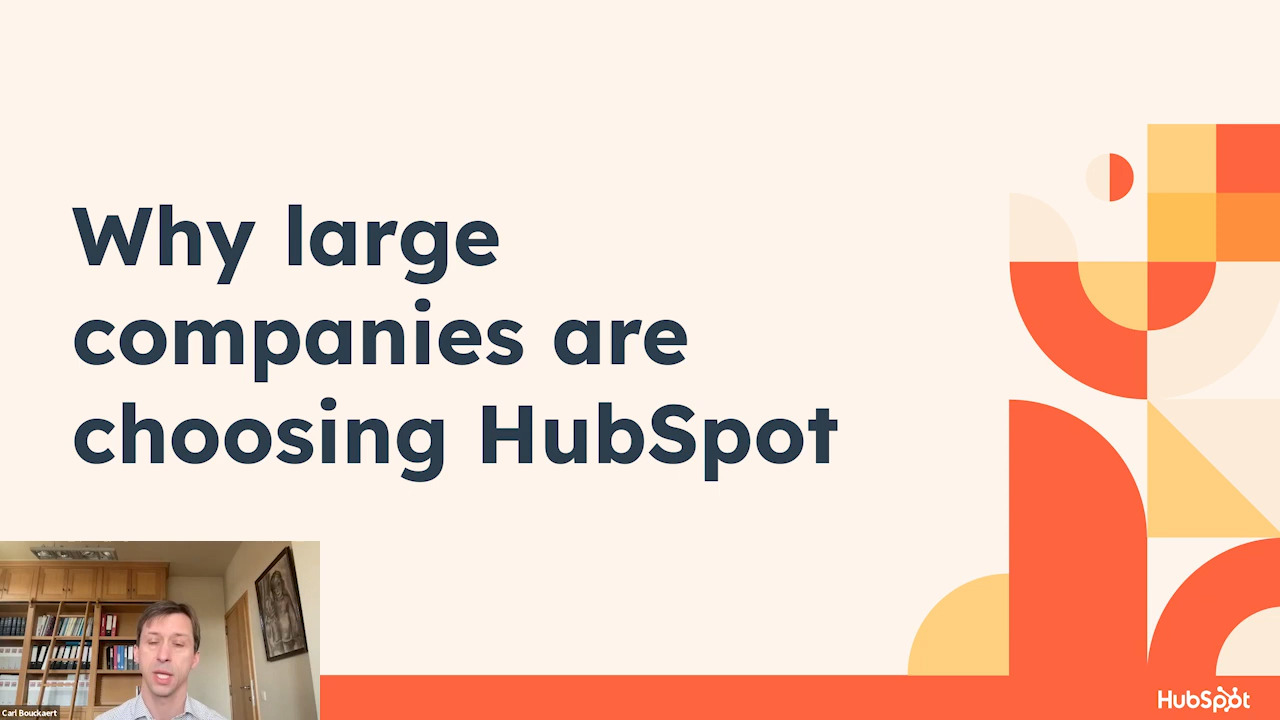 Why large
companies are
choosing HubSpot
Carl Bouckaert
HubSpot